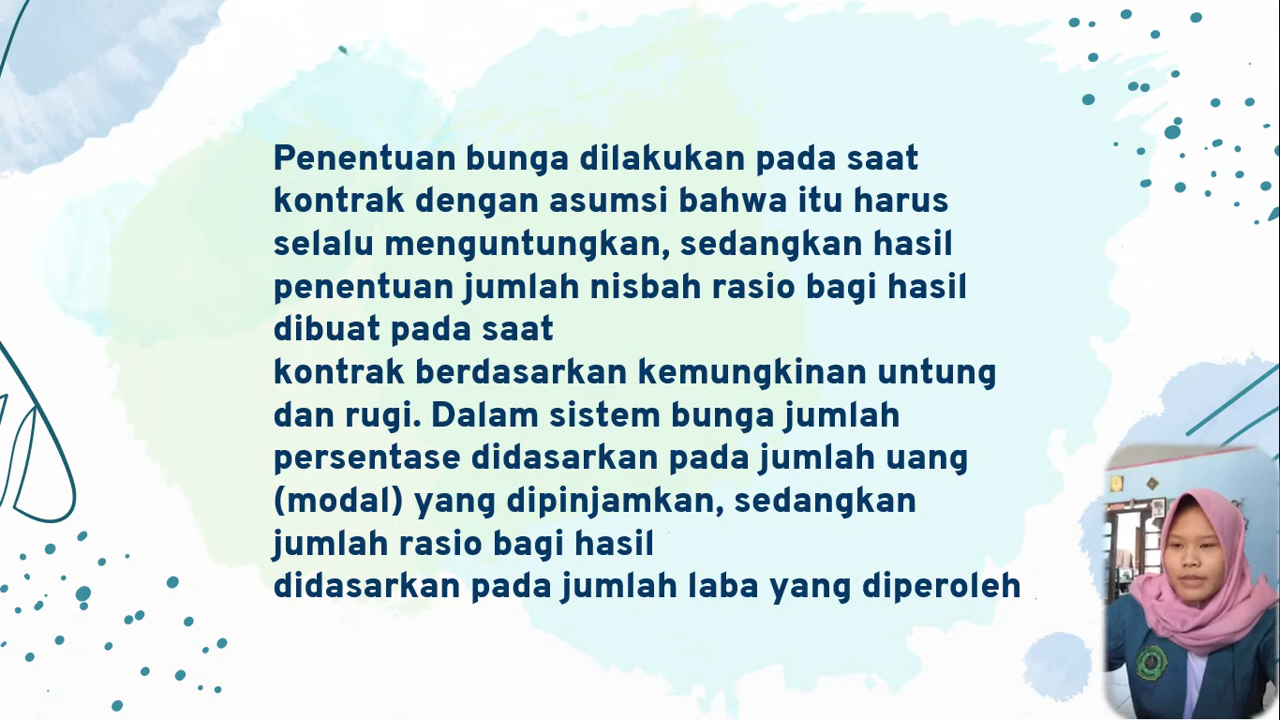 Penentuan bunga dilakukan pada saat
kontrak dengan asumsi bahwa itu harus
selalu menguntungkan, sedangkan hasil
penentuan jumlah nisbah rasio bagi hasil
dibuat pada saat
kontrak berdasarkan kemungkinan untung
dan rugi. Dalam sistem bunga jumlah
persentase didasarkan pada jumlah uang
(modal) yang dipinjamkan, sedangkan
jumlah rasio bagi hasil
didasarkan pada jumlah laba yang diperoleh